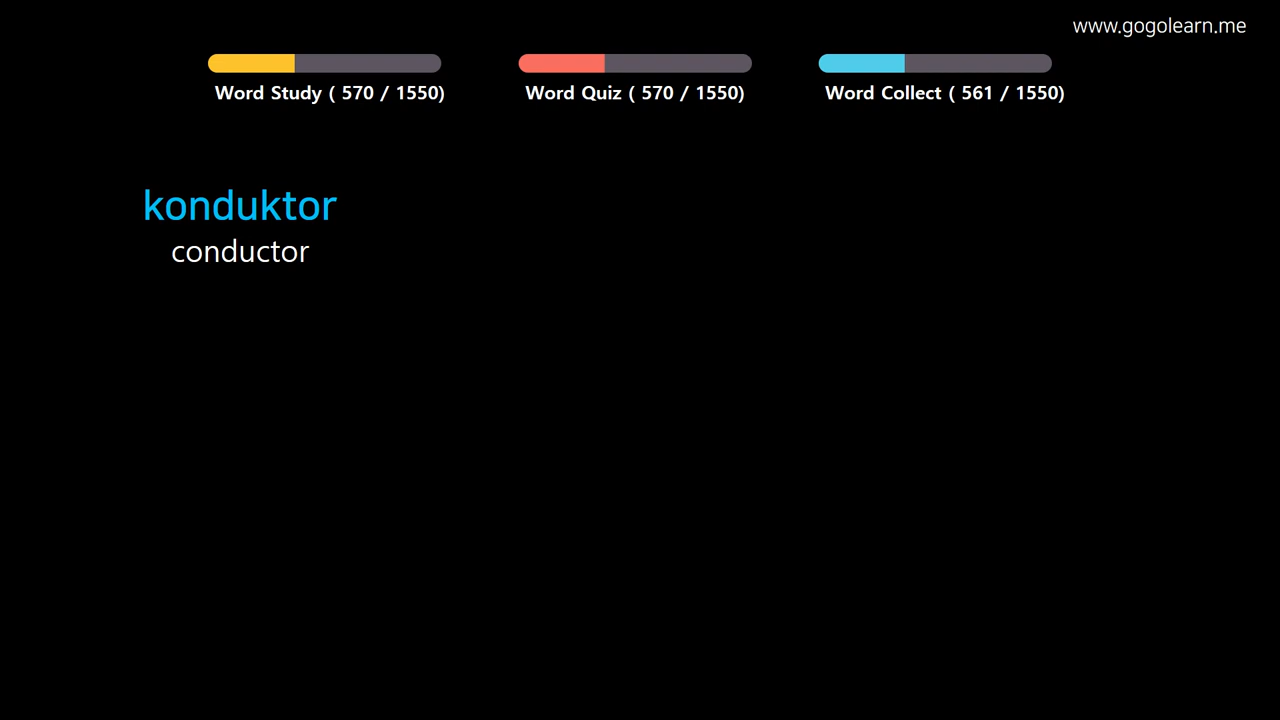 www.gogolearn.me
Word Study ( 570 / 1550)
Word Quiz ( 570 / 1550)
Word Collect ( 561 / 1550)
konduktor
conductor